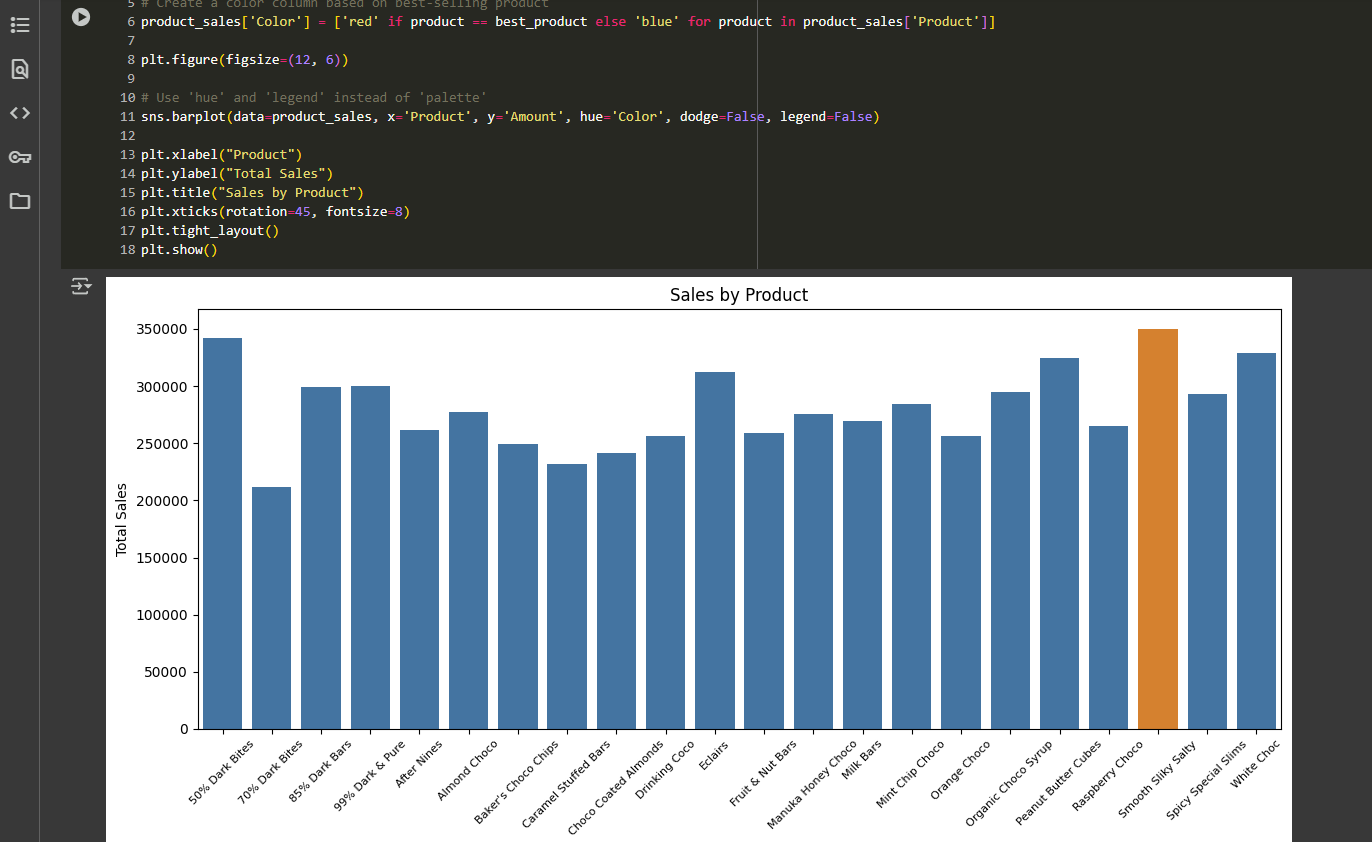 5 # Create a color column based on best-selling product
6 product_sales['Color'] = ['red' if product == best_product else 'blue' for product in product_sales['Product']]
7
8 plt.figure(figsize=(12, 6))
9
10 # Use 'hue' and 'legend' instead of 'palette'
11 sns.barplot(data=product_sales, x='Product', y='Amount', hue='Color', dodge=False, legend=False)
12
13 plt.xlabel("Product")
14 plt.ylabel("Total Sales")
15 plt.title("Sales by Product")
16 plt.xticks(rotation=45, fontsize=8)
17 plt.tight_layout()
18 plt.show()
Sales by Product
350000
300000
250000
200000
150000
100000
50000
0
Total Sales
50% Dark Bites
70% Dark Bites
85% Dark Bars
99% Dark & Pure
After Nines
Almond Choco
Baker's Choco Chips
Caramel Stuffed Bars
Choco Coated Almonds
Drinking Coco
Eclairs
Fruit & Nut Bars
Manuka Honey Choco
Milk Bars
Mint Chip Choco
Orange Choco
Organic Choco Syrup
Peanut Butter Cubes
Raspberry Choco
Smooth Sliky Salty
Spicy Special Slims
White Choc